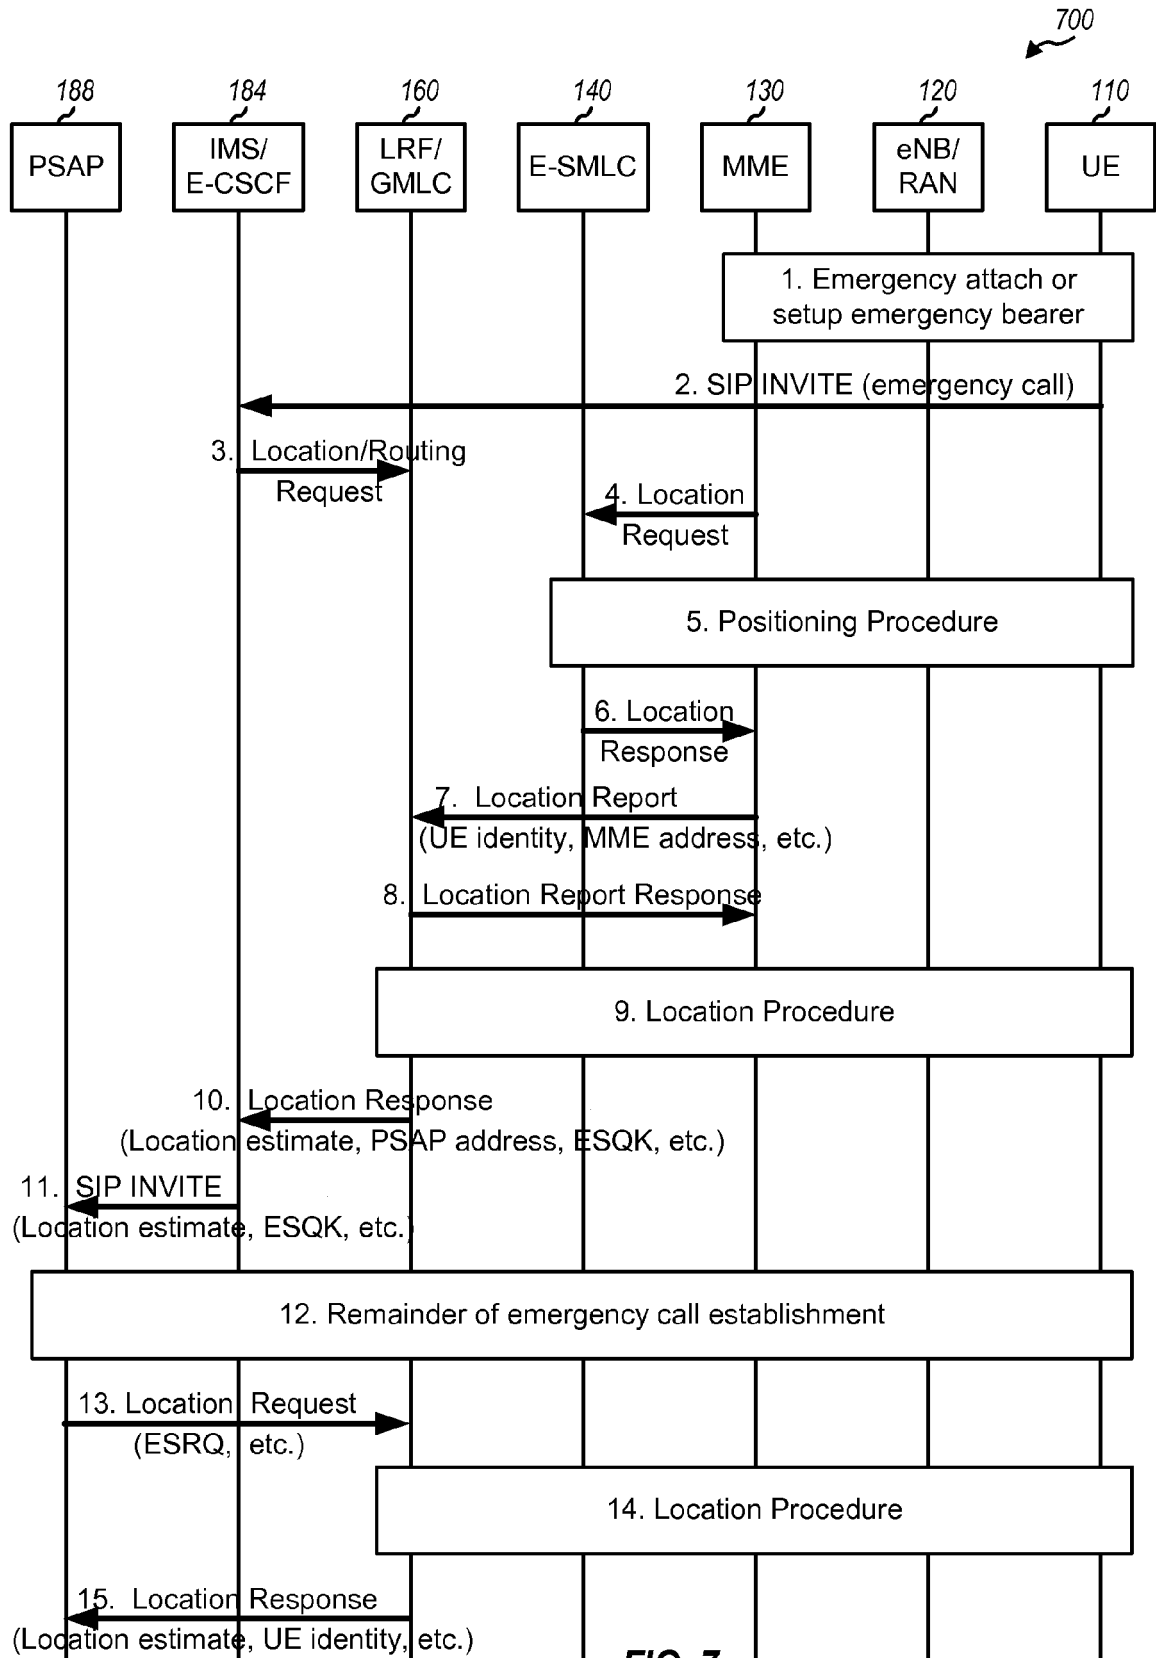 700
188
184
160
140
130
120
110
PSAP
IMS/
E-CSCF
LRF/
GMLC
E-SMLC
MME
eNB/
RAN
UE
1. Emergency attach or
setup emergency bearer
2. SIP INVITE (emergency call)
3. Location/Routing
Request
4. Location
Request
5. Positioning Procedure
6. Location
Response
7. Location Report
(UE identity, MME address, etc.)
8. Location Report Response
9. Location Procedure
10. Location Response
(Location estimate, PSAP address, ESQK, etc.)
11. SIP INVITE
(Location estimate, ESQK, etc.)
12. Remainder of emergency call establishment
13. Location Request
(ESRQ, etc.)
14. Location Procedure
15. Location Response
(Location estimate, UE identity, etc.)
FIG. 7